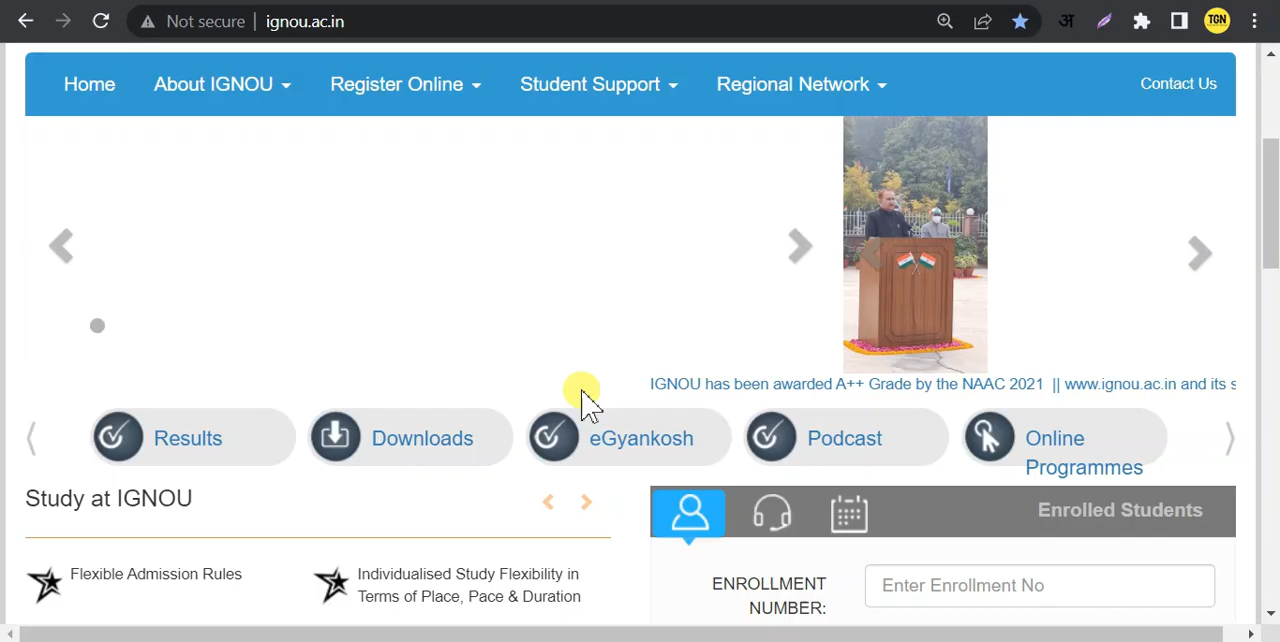 Not secure | ignou.ac.in
अ
TGN
Home About IGNOU Register Online Student Support Regional Network Contact Us
IGNOU has been awarded A++ Grade by the NAAC 2021 || www.ignou.ac.in and its s
Results Downloads eGyankosh Podcast Online
Programmes
Study at IGNOU
Enrolled Students
Flexible Admission Rules
Individualised Study Flexibility in
Terms of Place, Pace & Duration
ENROLLMENT
NUMBER:
Enter Enrollment No